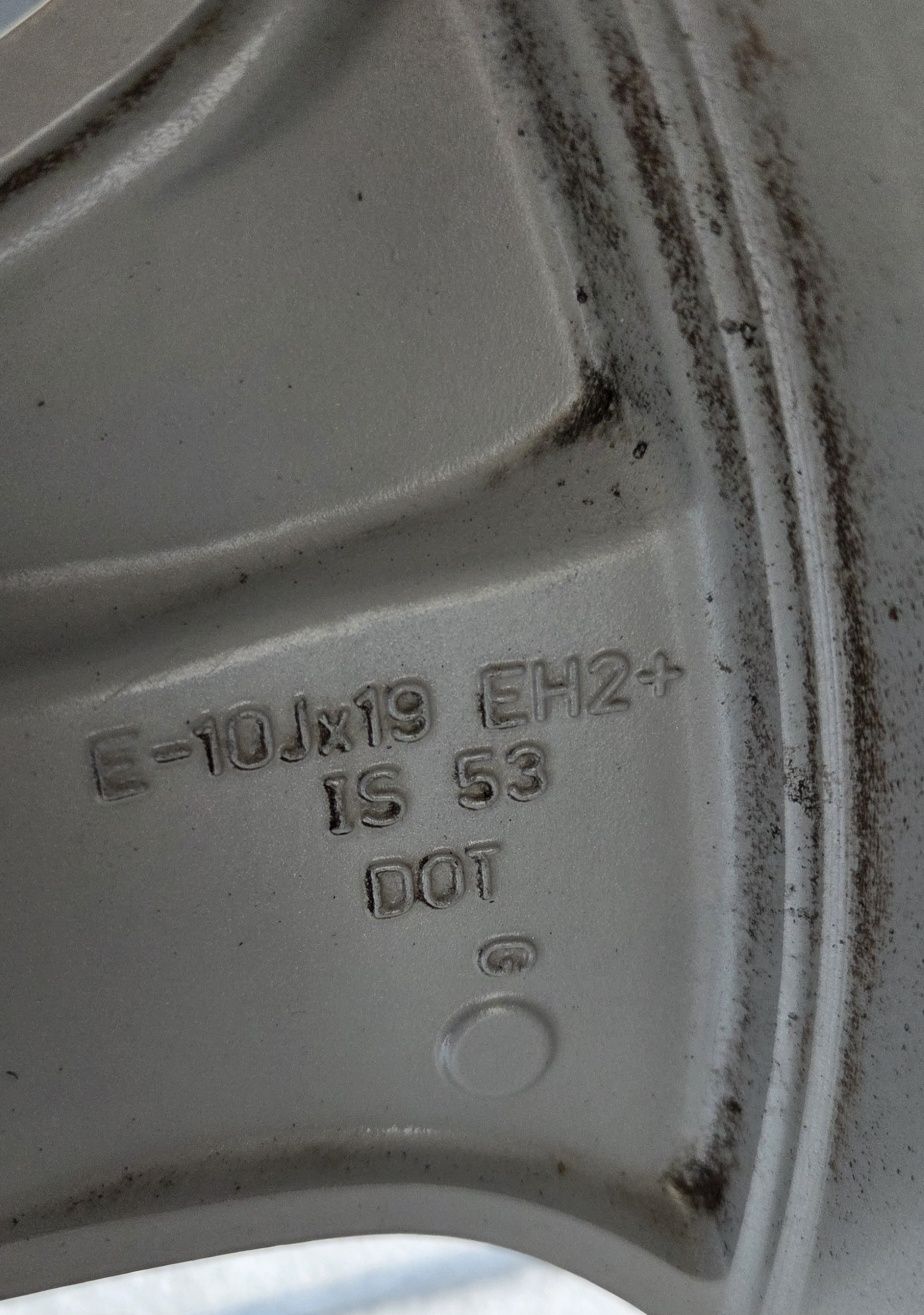 E-10Jx19 EH2+
IS 53
DOT
G